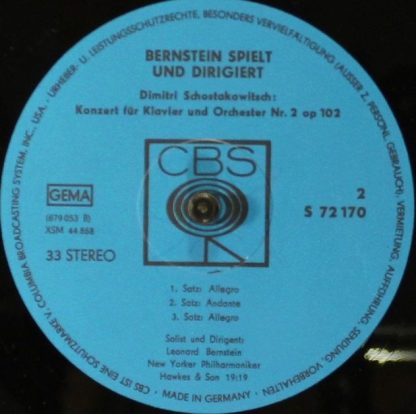 BERNSTEIN SPIELT
UND DIRIGIERT
Dimitri Schostakowitsch:
Konzert für Klavier und Orchester Nr. 2 op 102
CBS
GEMA
(679 053 B)
XSM 44.868
33 STEREO
2
S 72 170
1. Satz: Allegro
2. Satz: Andante
3. Satz: Allegro
Solist und Dirigent:
Leonard Bernstein
New Yorker Philharmoniker
Hawkes & Son 19:19
CBS IST EINE SCHUTZMARKE V. COLUMBIA BROADCASTING SYSTEM, INC., USA. · URHEBER- U. LEISTUNGSSCHUTZRECHTE, BESONDERS VERVIELFÄLTIGUNG (AUSSER Z. PERSÖNL. GEBRAUCH), VERMIETUNG, AUFFÜHRUNG, SENDUNG, VORBEHALTEN ·
MADE IN GERMANY ·